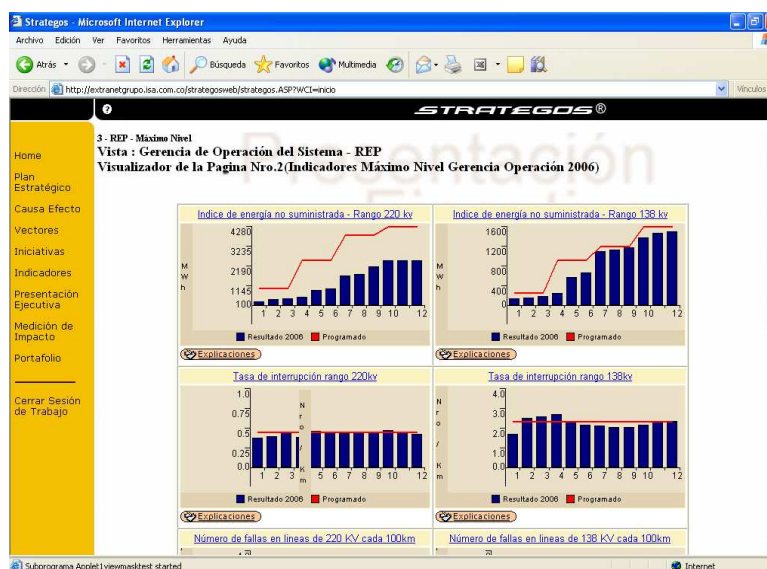 Strategos - Microsoft Internet Explorer
Archivo Edición Ver Favoritos Herramientas Ayuda
Atrás Búsqueda Favoritos Multimedia
Dirección http://extranetgrupo.isa.com.co/strategosweb/strategos.ASP?WCI=inicio Vínculos
STRATEGOS®
3 - REP - Máximo Nivel
Vista : Gerencia de Operación del Sistema - REP
Visualizador de la Pagina Nro.2(Indicadores Máximo Nivel Gerencia Operación 2006)
Presentación
Home
Plan
Estratégico
Causa Efecto
Vectores
Iniciativas
Indicadores
Presentación
Ejecutiva
Medición de
Impacto
Portafolio
Cerrar Sesión
de Trabajo
Indice de energía no suministrada - Rango 220 kv
MWh
4280
3235
2190
1145
100
1 2 3 4 5 6 7 8 9 10 12
Resultado 2006 Programado
Explicaciones
Indice de energía no suministrada - Rango 138 kv
MWh
1600
1200
800
400
0
1 2 3 4 5 6 7 8 9 10 12
Resultado 2006 Programado
Explicaciones
Tasa de interrupción rango 220kv
Nro / Km
1.0
0.75
0.5
0.25
0.0
1 2 3 5 6 7 8 9 10 12
Resultado 2006 Programado
Explicaciones
Tasa de interrupción rango 138kv
Nro / Km
4.0
3.0
2.0
1.0
0.0
1 2 3 4 5 6 7 8 9 10 12
Resultado 2006 Programado
Explicaciones
Número de fallas en lineas de 220 KV cada 100km
Número de fallas en lineas de 138 KV cada 100km
Subprograma Applet1viewmasktest started
Internet